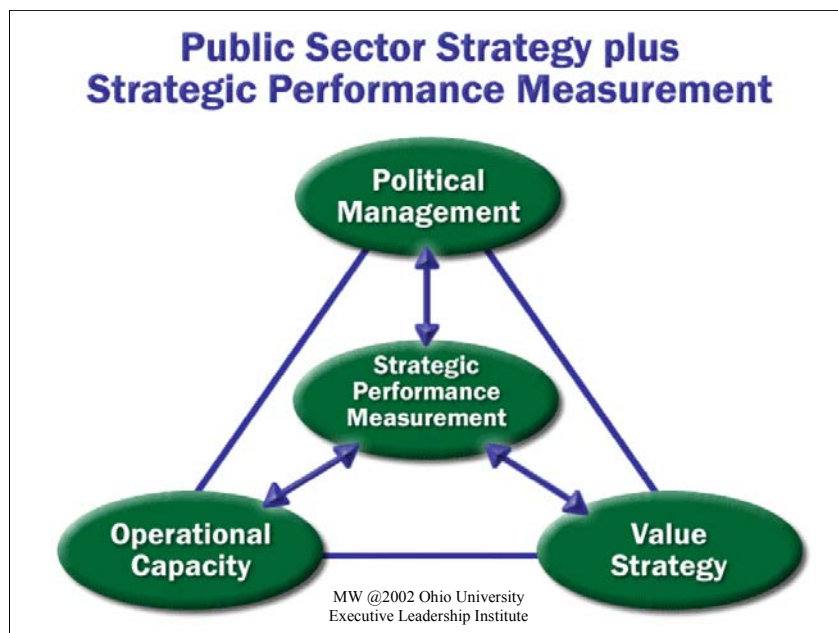 Public Sector Strategy plus
Strategic Performance Measurement
Political
Management
Strategic
Performance
Measurement
Operational
Capacity
Value
Strategy
MW @2002 Ohio University
Executive Leadership Institute